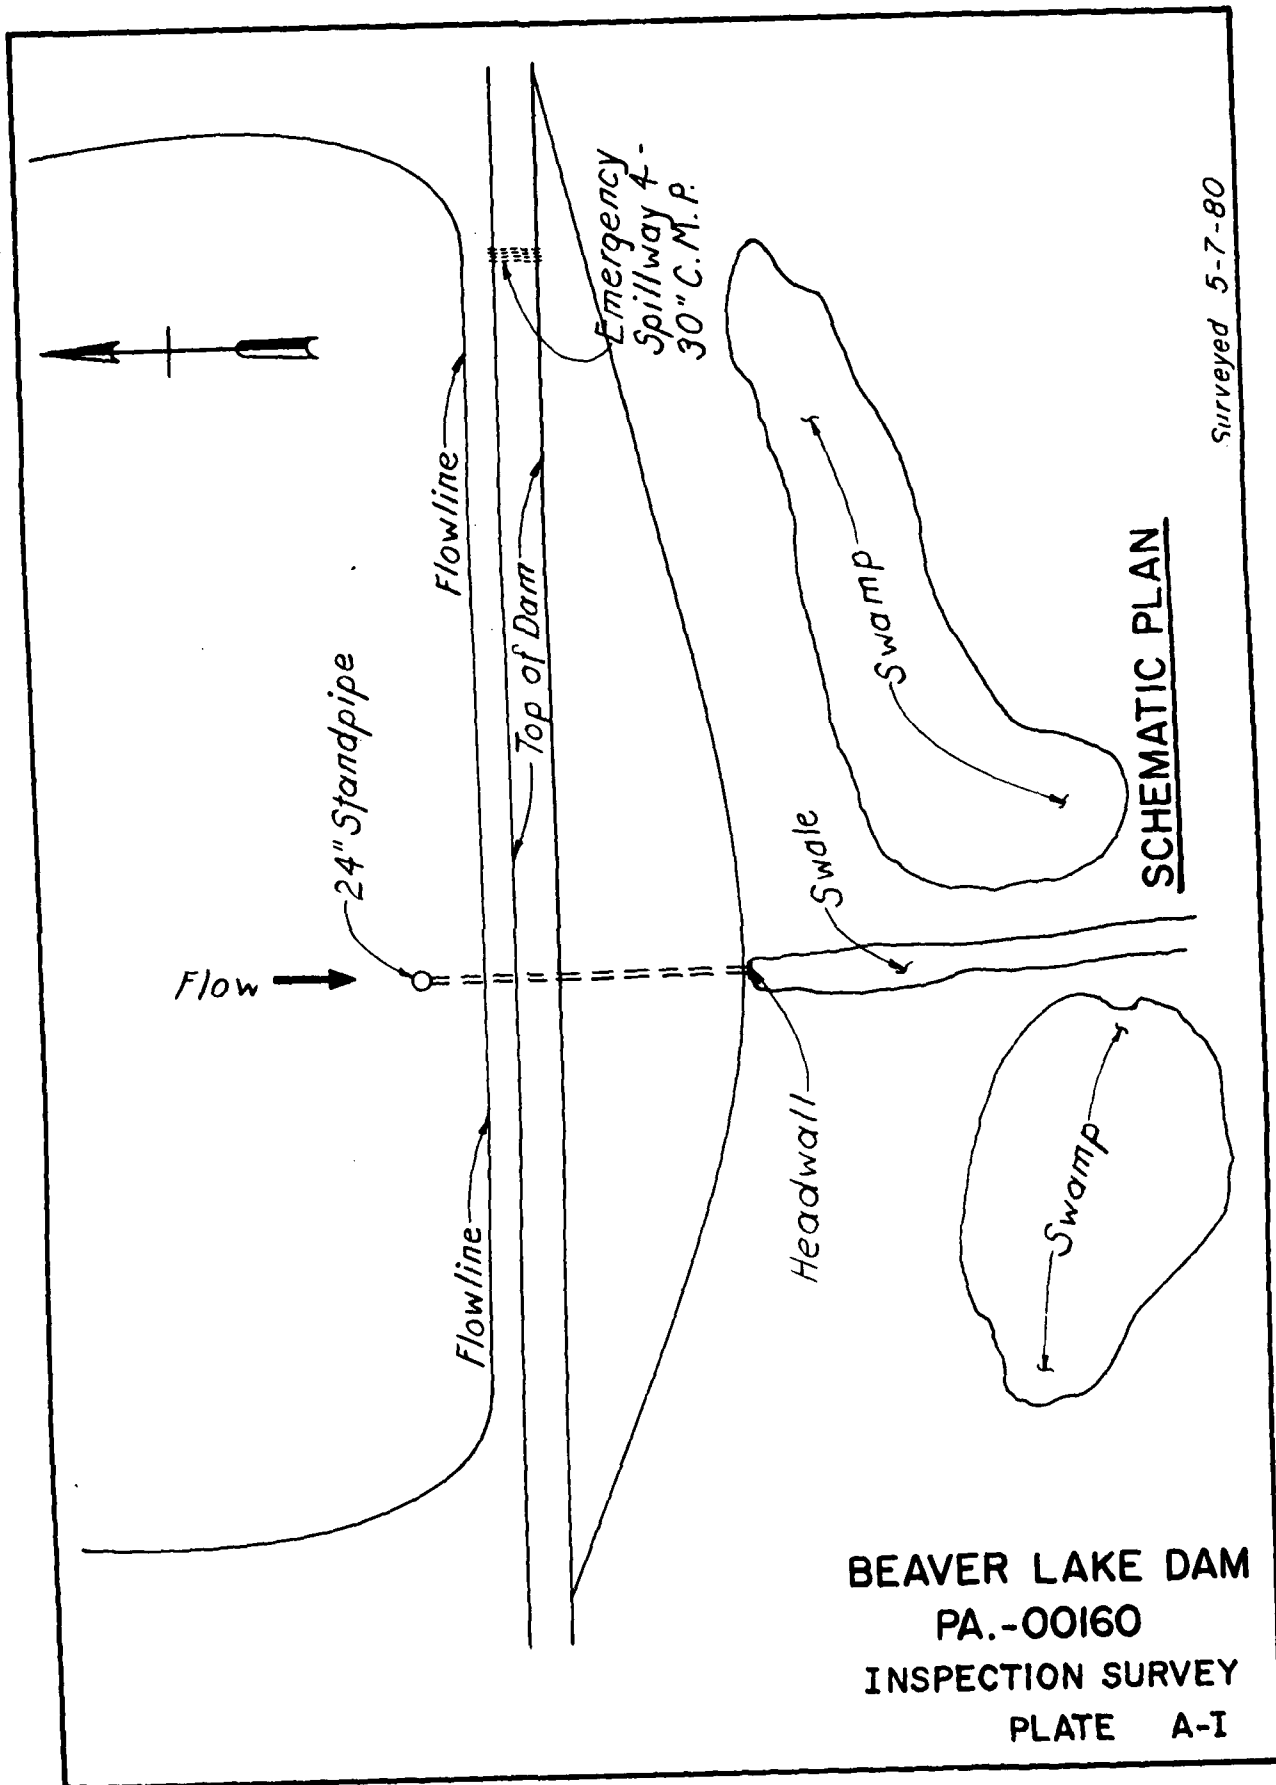 Emergency
Spillway 4-
30" C.M.P.
Flowline
Top of Dam
24" Standpipe
Flow
Flowline
Swamp
Swale
Headwall
Swamp
Surveyed 5-7-80
SCHEMATIC PLAN
BEAVER LAKE DAM
PA.-00160
INSPECTION SURVEY
PLATE A-I